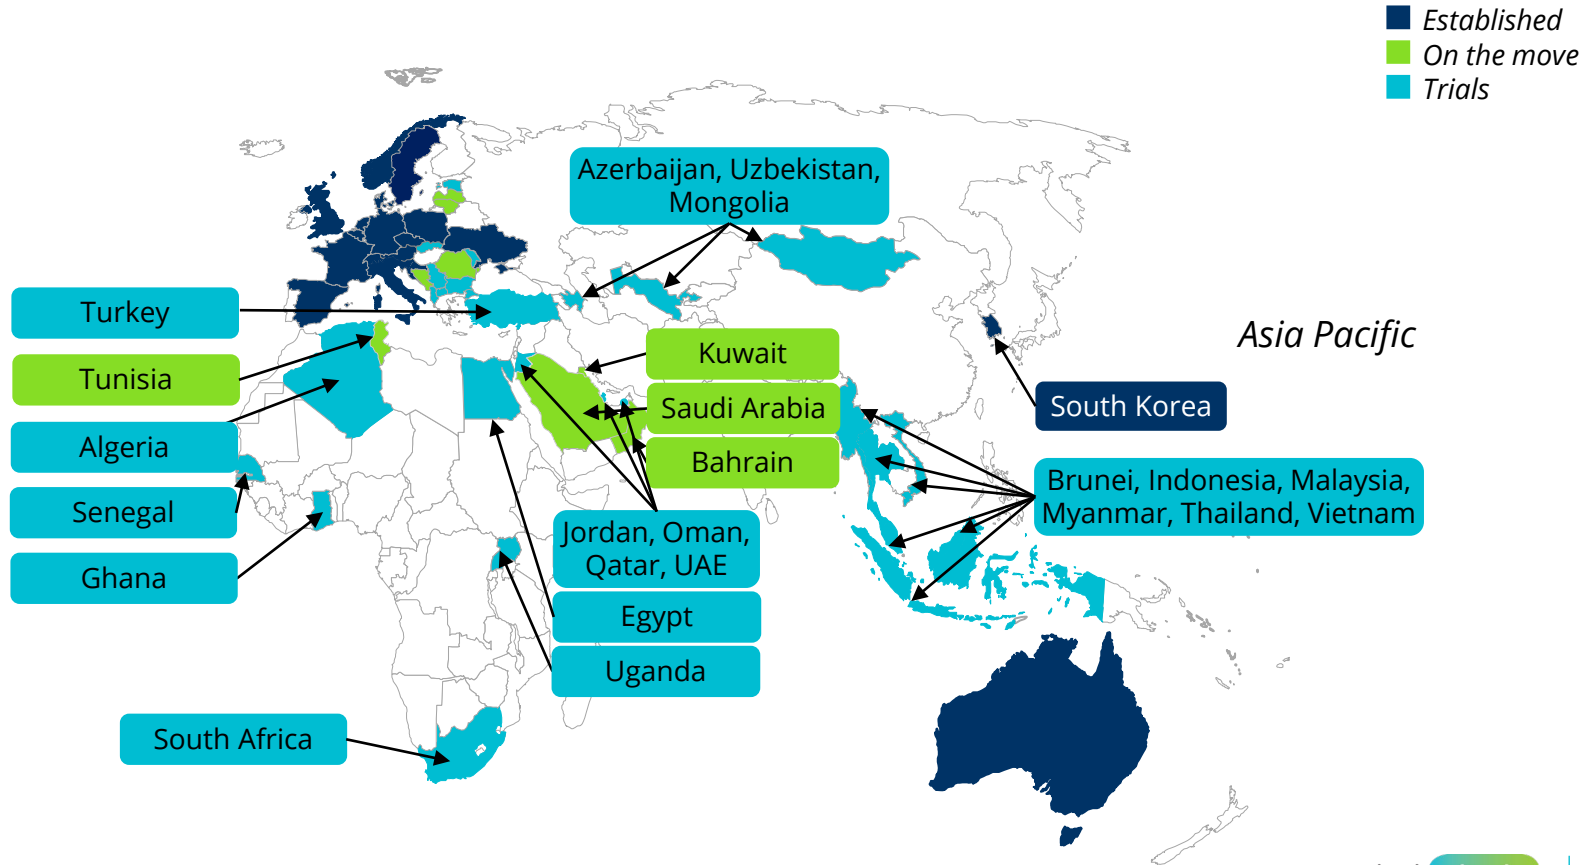 Established
On the move
Trials
Azerbaijan, Uzbekistan,
Mongolia
Turkey
Tunisia
Algeria
Senegal
Ghana
South Africa
Kuwait
Saudi Arabia
Bahrain
Jordan, Oman,
Qatar, UAE
Egypt
Uganda
Asia Pacific
South Korea
Brunei, Indonesia, Malaysia,
Myanmar, Thailand, Vietnam